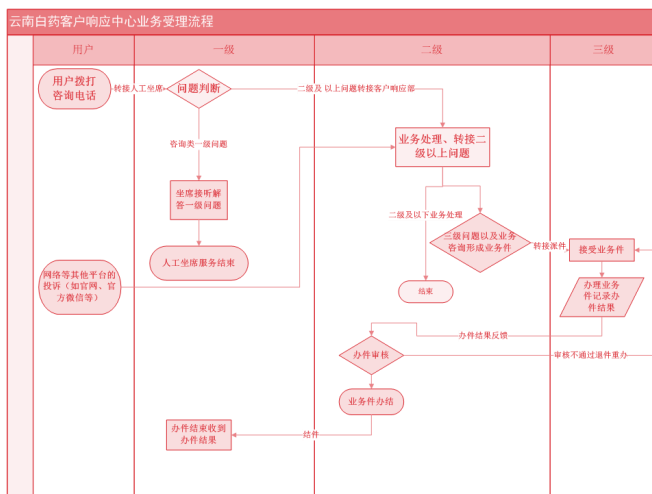 云南白药客户响应中心业务受理流程
用户
一级
二级
三级
用户拨打
咨询电话
转接人工坐席
问题判断
二级及 以上问题转接客户响应部
咨询类一级问题
业务处理、转接二
级以上问题
坐席接听解
答一级问题
二级及以下业务处理
三级问题以及业务
咨询形成业务件
转接派件
接受业务件
人工坐席服务结束
网络等其他平台的
投诉（如官网、官
方微信等）
结束
办理业务
件记录办
件结果
办件结果反馈
办件审核
审核不通过退件重办
业务件办结
办件结束收到
办件结果
结件